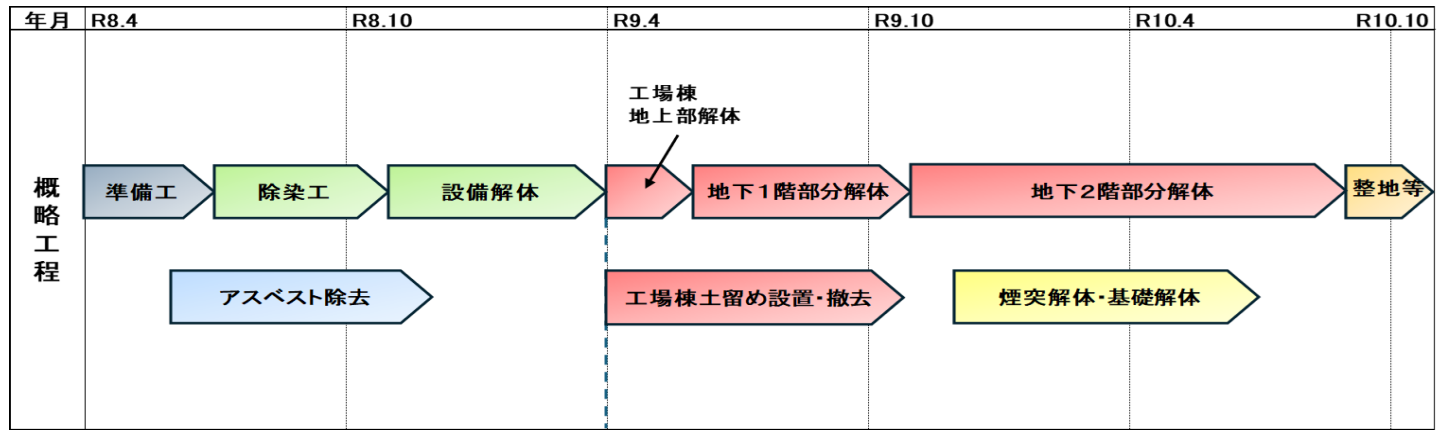 年月 R8.4 R8.10 R9.4 R9.10 R10.4 R10.10
工場棟
地上部解体
概略工程
準備工 除染工 設備解体 地下1階部分解体 地下2階部分解体 整地等
アスベスト除去 工場棟土留め設置・撤去 煙突解体・基礎解体